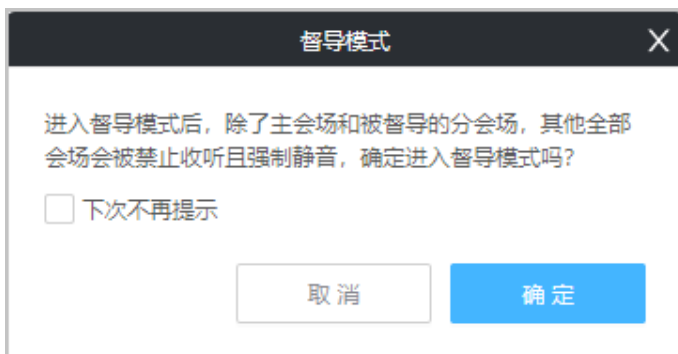 督导模式
进入督导模式后，除了主会场和被督导的分会场，其他全部
会场会被禁止收听且强制静音，确定进入督导模式吗？
下次不再提示
取消
确定